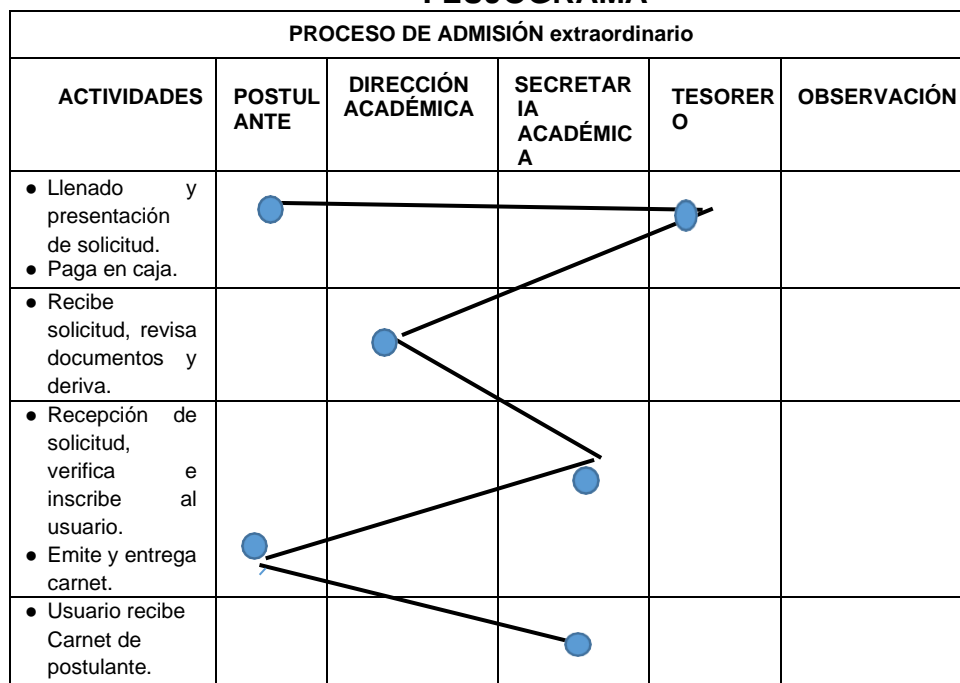 FLUJOGRAMA
PROCESO DE ADMISIÓN extraordinario
ACTIVIDADES
POSTUL
ANTE
DIRECCIÓN
ACADÉMICA
SECRETAR
IA
ACADÉMIC
A
TESORER
O
OBSERVACIÓN
● Llenado y
presentación
de solicitud.
● Paga en caja.
● Recibe
solicitud, revisa
documentos y
deriva.
● Recepción de
solicitud,
verifica e
inscribe al
usuario.
● Emite y entrega
carnet.
● Usuario recibe
Carnet de
postulante.